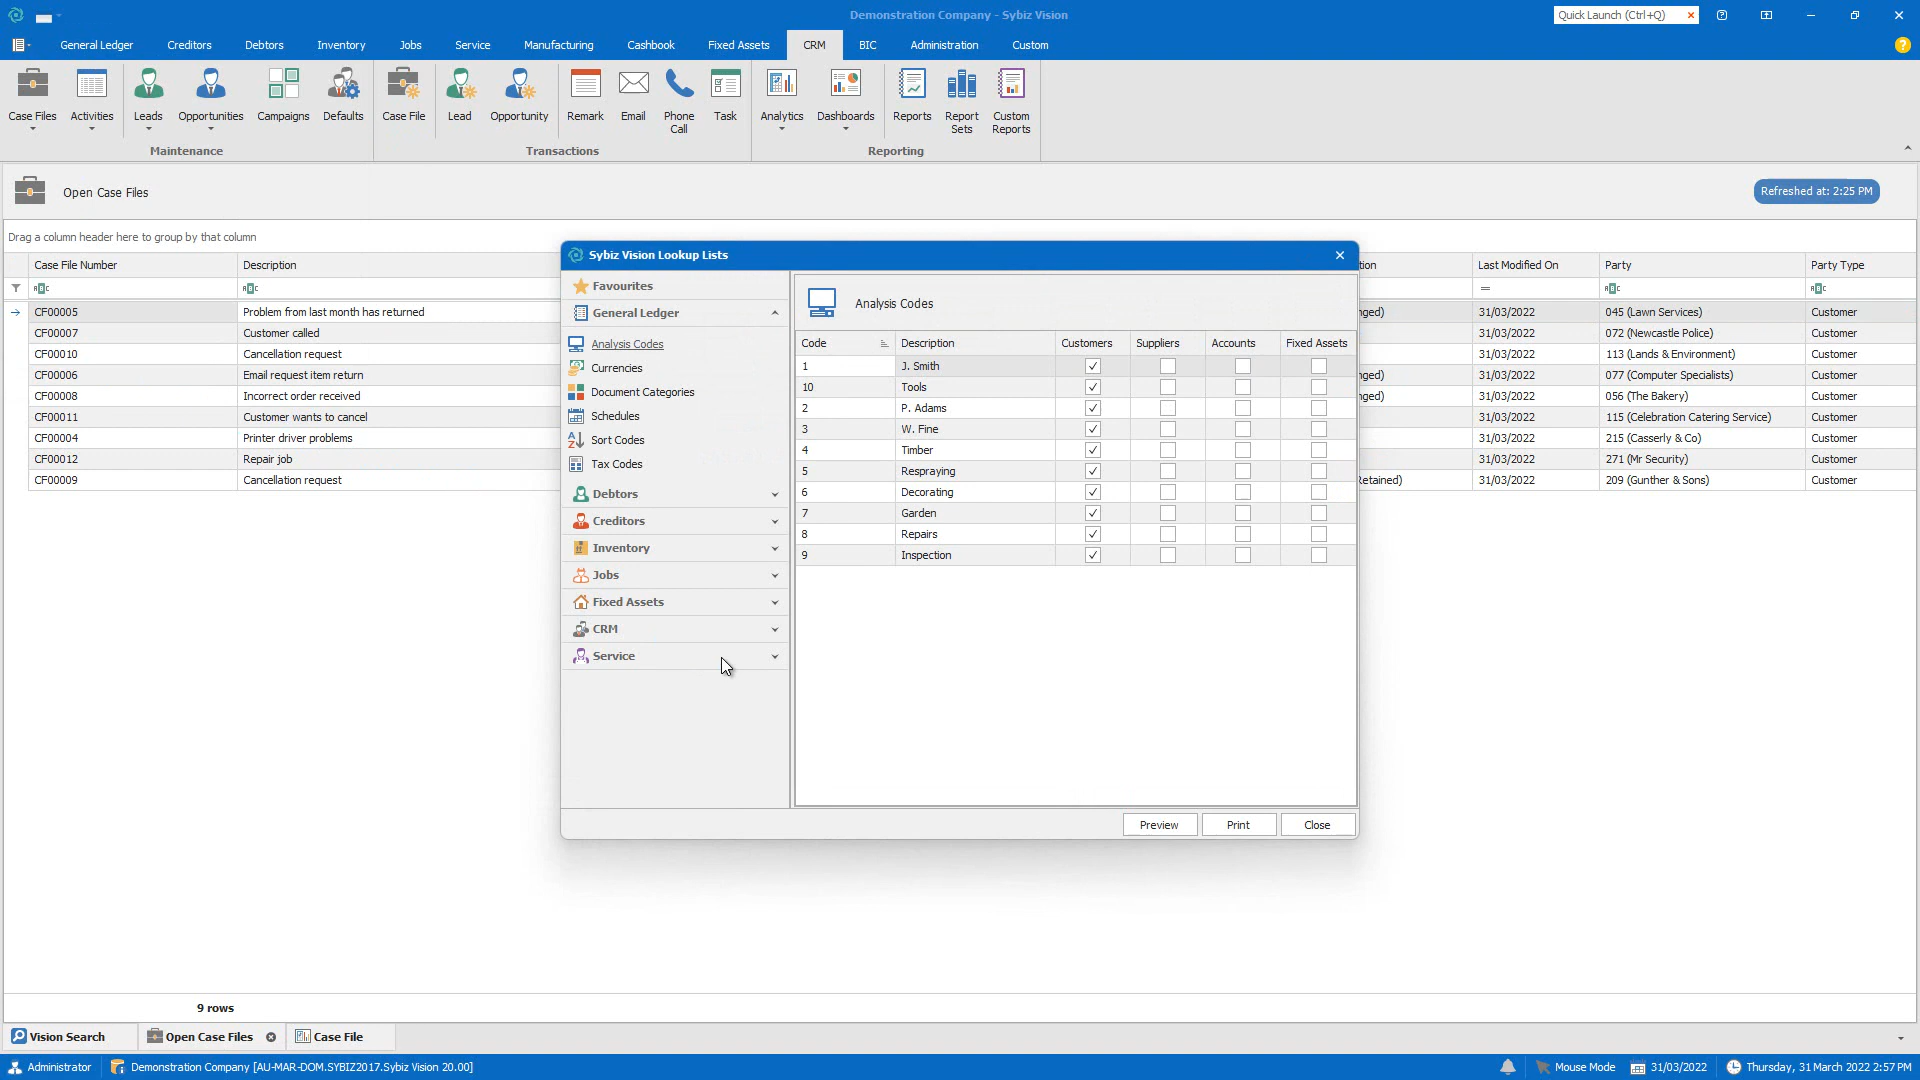 Demonstration Company - Sybiz Vision
Quick Launch (Ctrl+Q)
General Ledger Creditors Debtors Inventory Jobs Service Manufacturing Cashbook Fixed Assets CRM BIC Administration Custom
Case Files Activities Leads Opportunities Campaigns Defaults Case File Lead Opportunity Remark Email Phone Call Task Analytics Dashboards Reports Report Sets Custom Reports
Maintenance Transactions Reporting
Open Case Files
Refreshed at: 2:25 PM
Drag a column header here to group by that column
Case File Number Description Last Modified On Party Party Type
CF00005 Problem from last month has returned nged) 31/03/2022 045 (Lawn Services) Customer
CF00007 Customer called 31/03/2022 072 (Newcastle Police) Customer
CF00010 Cancellation request 31/03/2022 113 (Lands & Environment) Customer
CF00006 Email request item return nged) 31/03/2022 077 (Computer Specialists) Customer
CF00008 Incorrect order received nged) 31/03/2022 056 (The Bakery) Customer
CF00011 Customer wants to cancel 31/03/2022 115 (Celebration Catering Service) Customer
CF00004 Printer driver problems 31/03/2022 215 (Casserly & Co) Customer
CF00012 Repair job 31/03/2022 271 (Mr Security) Customer
CF00009 Cancellation request Retained) 31/03/2022 209 (Gunther & Sons) Customer
Sybiz Vision Lookup Lists
Favourites
General Ledger
Analysis Codes
Currencies
Document Categories
Schedules
Sort Codes
Tax Codes
Debtors
Creditors
Inventory
Jobs
Fixed Assets
CRM
Service
Analysis Codes
Code Description Customers Suppliers Accounts Fixed Assets
1 J. Smith
10 Tools
2 P. Adams
3 W. Fine
4 Timber
5 Respraying
6 Decorating
7 Garden
8 Repairs
9 Inspection
Preview Print Close
9 rows
Vision Search Open Case Files Case File
Administrator Demonstration Company [AU-MAR-DOM.SYBIZ2017.Sybiz Vision 20.00] Mouse Mode 31/03/2022 Thursday, 31 March 2022 2:57 PM